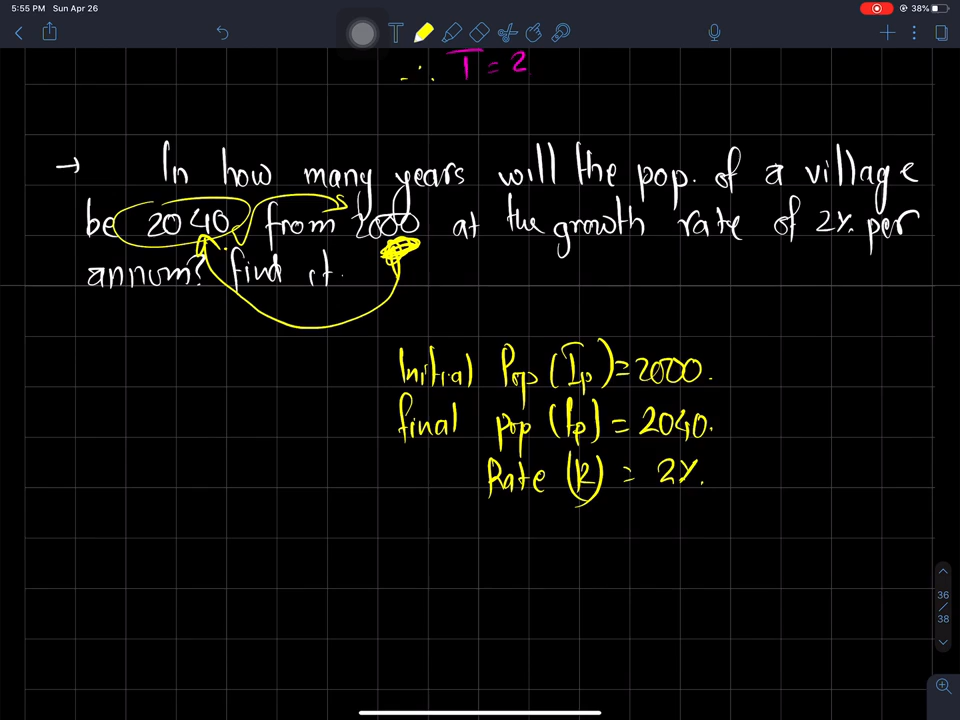 5:55 PM Sun Apr 26
38%
∴ T = 2
→ In how many years will the pop. of a village
be 2040 from 2000 at the growth rate of 2% per
annum? find it.
Initial Pop (Ip) = 2000.
final pop (fp) = 2040.
Rate (R) = 2%.
36
/
38